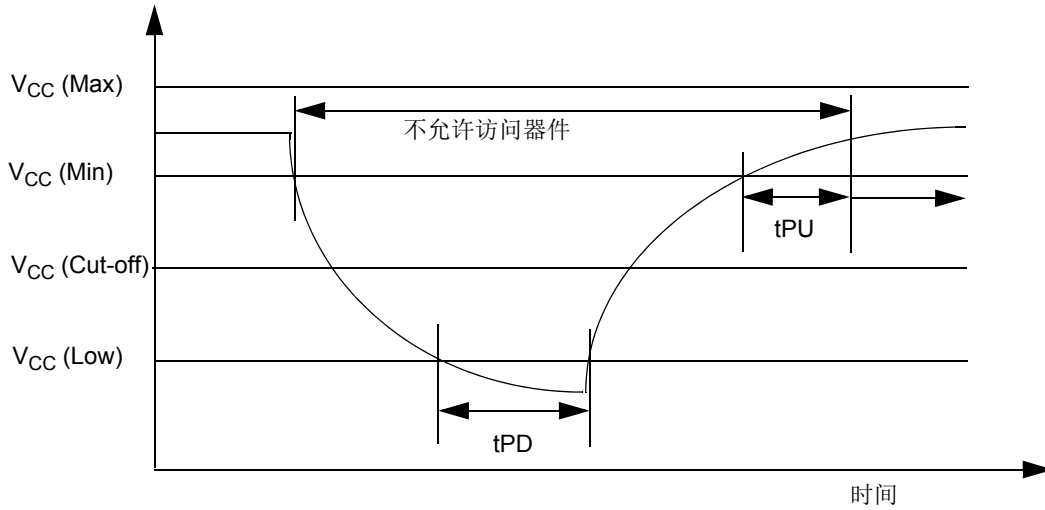 V_CC (Max)
不允许访问器件
V_CC (Min)
tPU
V_CC (Cut-off)
V_CC (Low)
tPD
时间